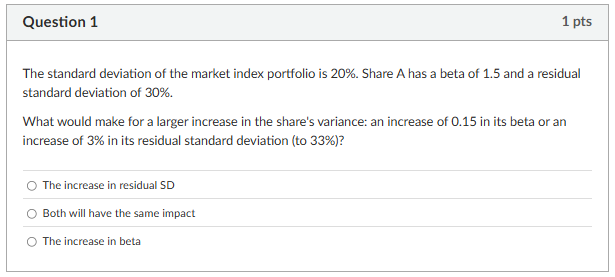 Question 1
1 pts
The standard deviation of the market index portfolio is 20%. Share A has a beta of 1.5 and a residual
standard deviation of 30%.
What would make for a larger increase in the share's variance: an increase of 0.15 in its beta or an
increase of 3% in its residual standard deviation (to 33%)?
The increase in residual SD
Both will have the same impact
The increase in beta